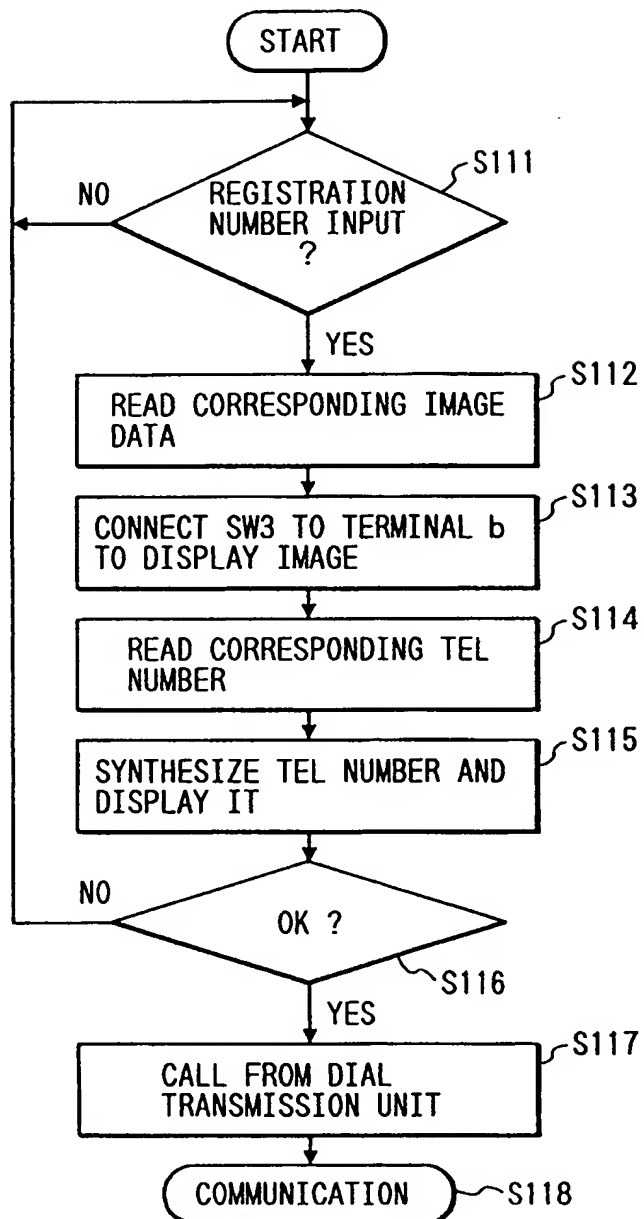 START
S111
NO
REGISTRATION
NUMBER INPUT
?
YES
S112
READ CORRESPONDING IMAGE
DATA
S113
CONNECT SW3 TO TERMINAL b
TO DISPLAY IMAGE
S114
READ CORRESPONDING TEL
NUMBER
S115
SYNTHESIZE TEL NUMBER AND
DISPLAY IT
NO
OK ?
S116
YES
S117
CALL FROM DIAL
TRANSMISSION UNIT
COMMUNICATION
S118